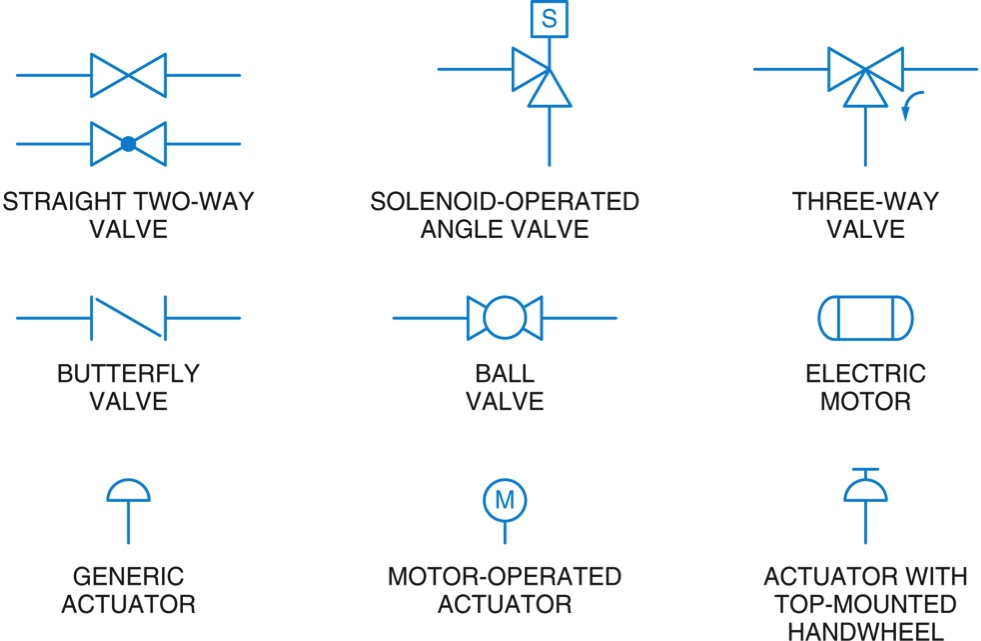 S
STRAIGHT TWO-WAY
VALVE
SOLENOID-OPERATED
ANGLE VALVE
THREE-WAY
VALVE
BUTTERFLY
VALVE
BALL
VALVE
ELECTRIC
MOTOR
M
GENERIC
ACTUATOR
MOTOR-OPERATED
ACTUATOR
ACTUATOR WITH
TOP-MOUNTED
HANDWHEEL